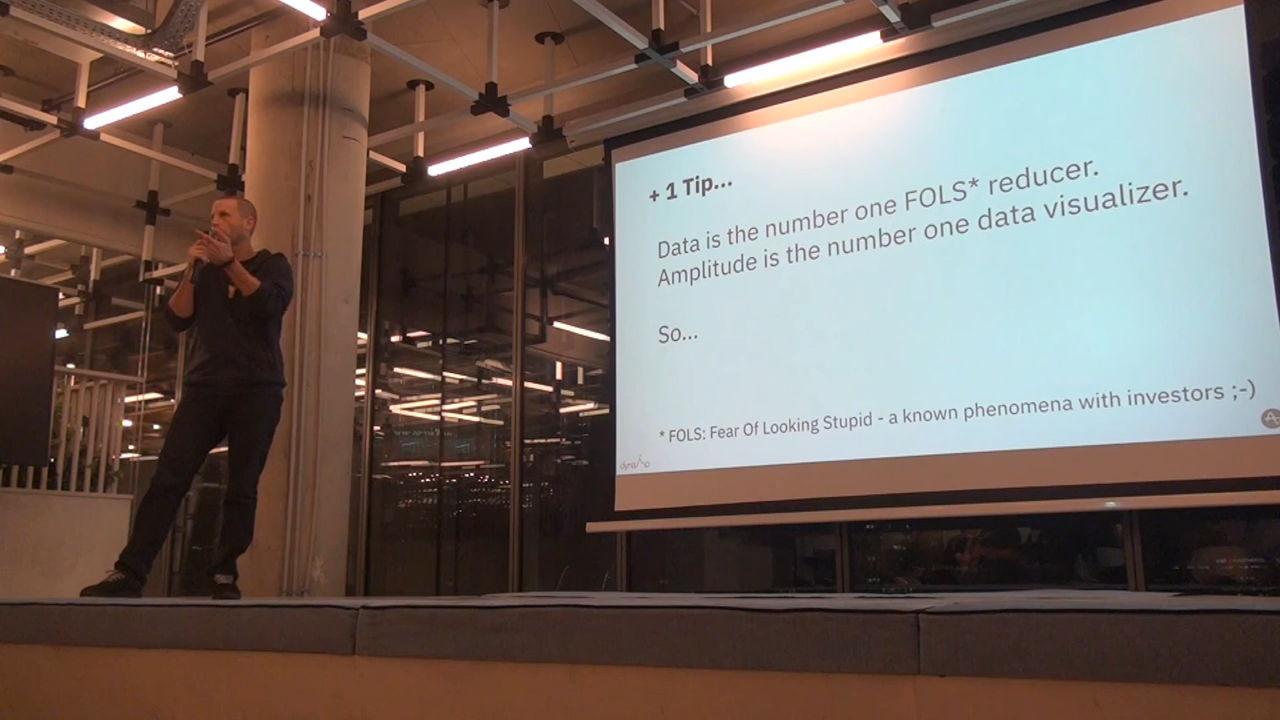 + 1 Tip...
Data is the number one FOLS* reducer.
Amplitude is the number one data visualizer.
So...
* FOLS: Fear Of Looking Stupid - a known phenomena with investors ;-)
dynamo